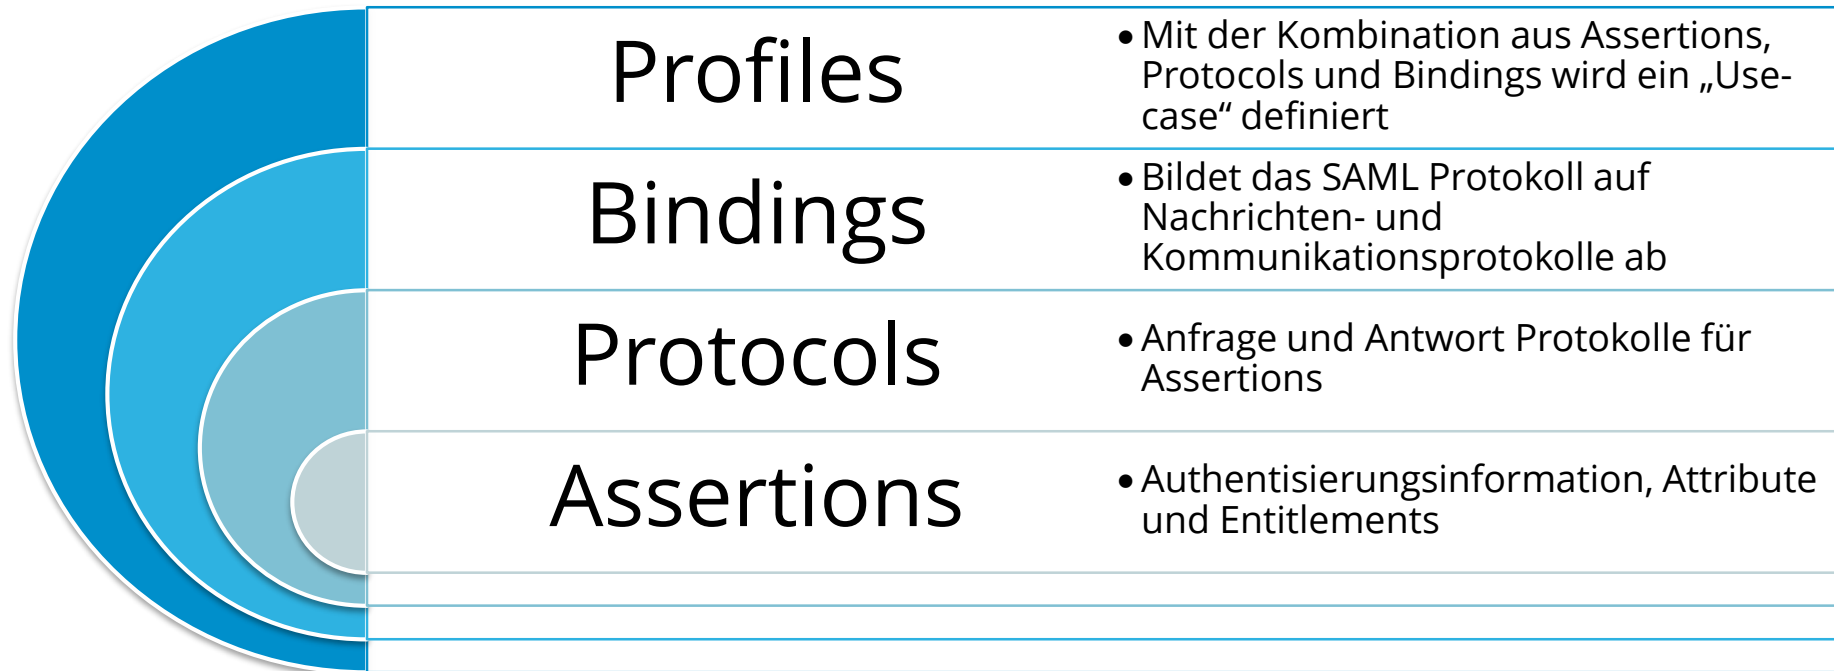 Profiles
• Mit der Kombination aus Assertions,
Protocols und Bindings wird ein „Use-
case“ definiert
Bindings
• Bildet das SAML Protokoll auf
Nachrichten- und
Kommunikationsprotokolle ab
Protocols
• Anfrage und Antwort Protokolle für
Assertions
Assertions
• Authentisierungsinformation, Attribute
und Entitlements